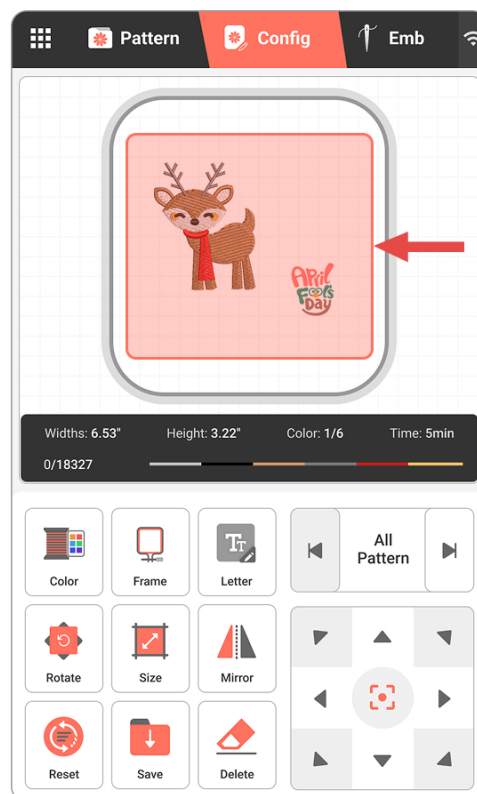 Pattern
Config
Emb
APRIL
FOOL'S
DAY
Widths: 6.53" Height: 3.22" Color: 1/6 Time: 5min
0/18327
Color
Frame
Letter
All
Pattern
Rotate
Size
Mirror
Reset
Save
Delete